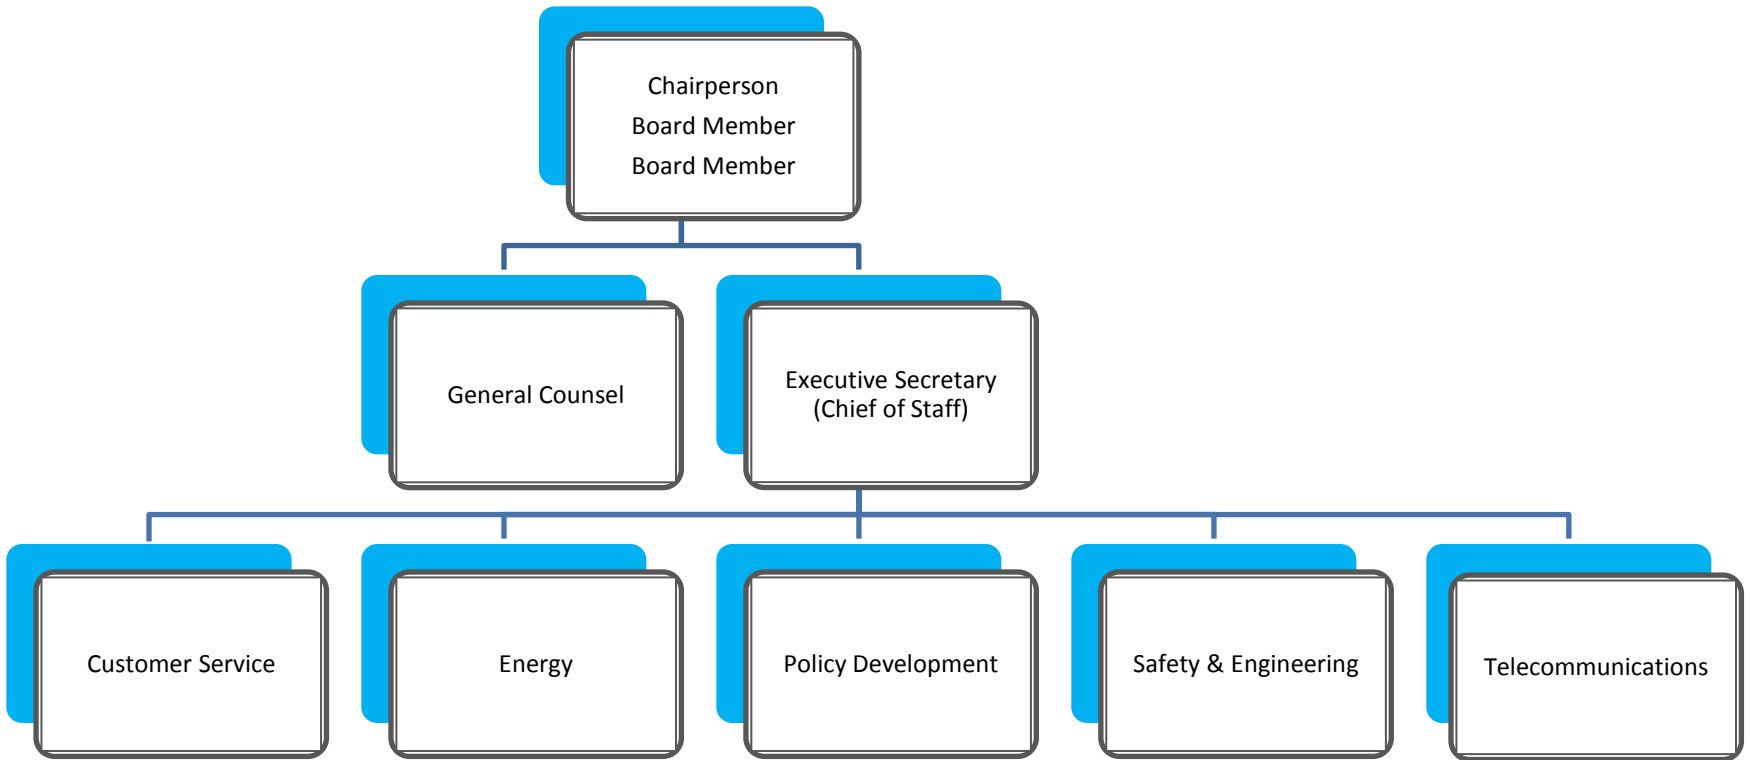 Chairperson
Board Member
Board Member
General Counsel
Executive Secretary
(Chief of Staff)
Customer Service
Energy
Policy Development
Safety & Engineering
Telecommunications